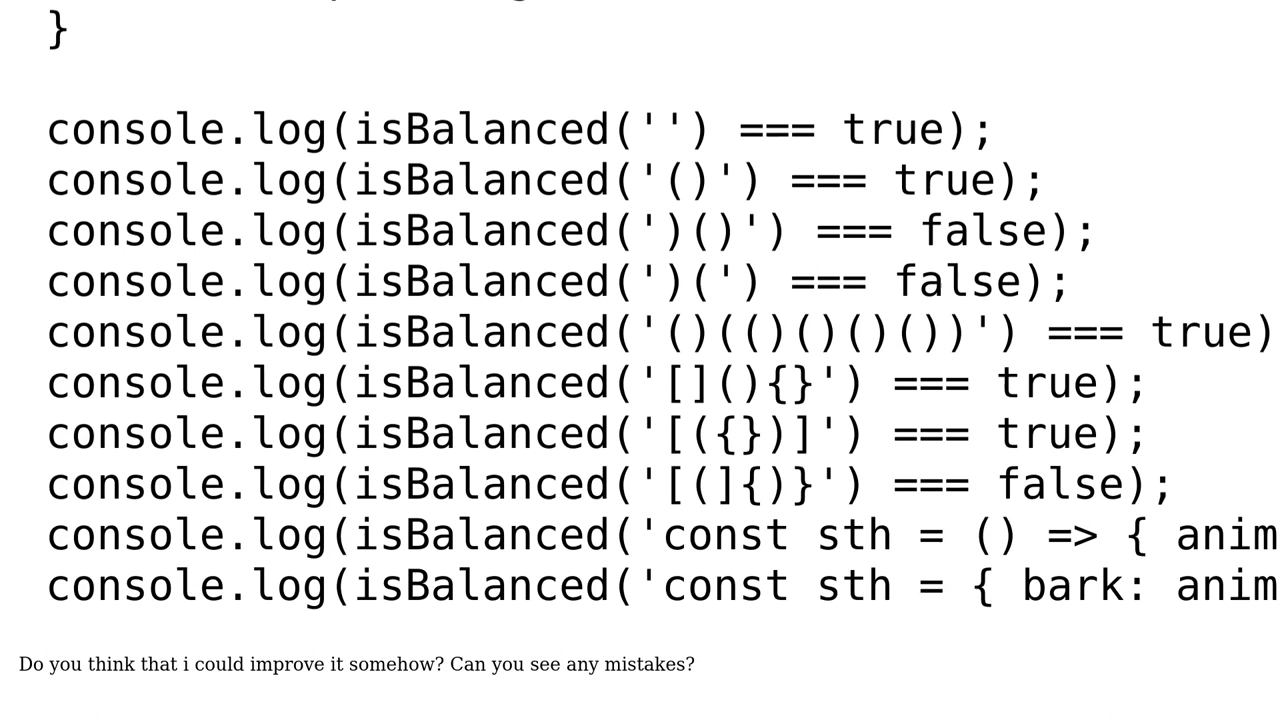 }
console.log(isBalanced('') === true);
console.log(isBalanced('()') === true);
console.log(isBalanced(')()') === false);
console.log(isBalanced(')(') === false);
console.log(isBalanced('()(()()()())') === true)
console.log(isBalanced('[](){}') === true);
console.log(isBalanced('[({})]') === true);
console.log(isBalanced('[(]{)}') === false);
console.log(isBalanced('const sth = () => { anim
console.log(isBalanced('const sth = { bark: anim
Do you think that i could improve it somehow? Can you see any mistakes?